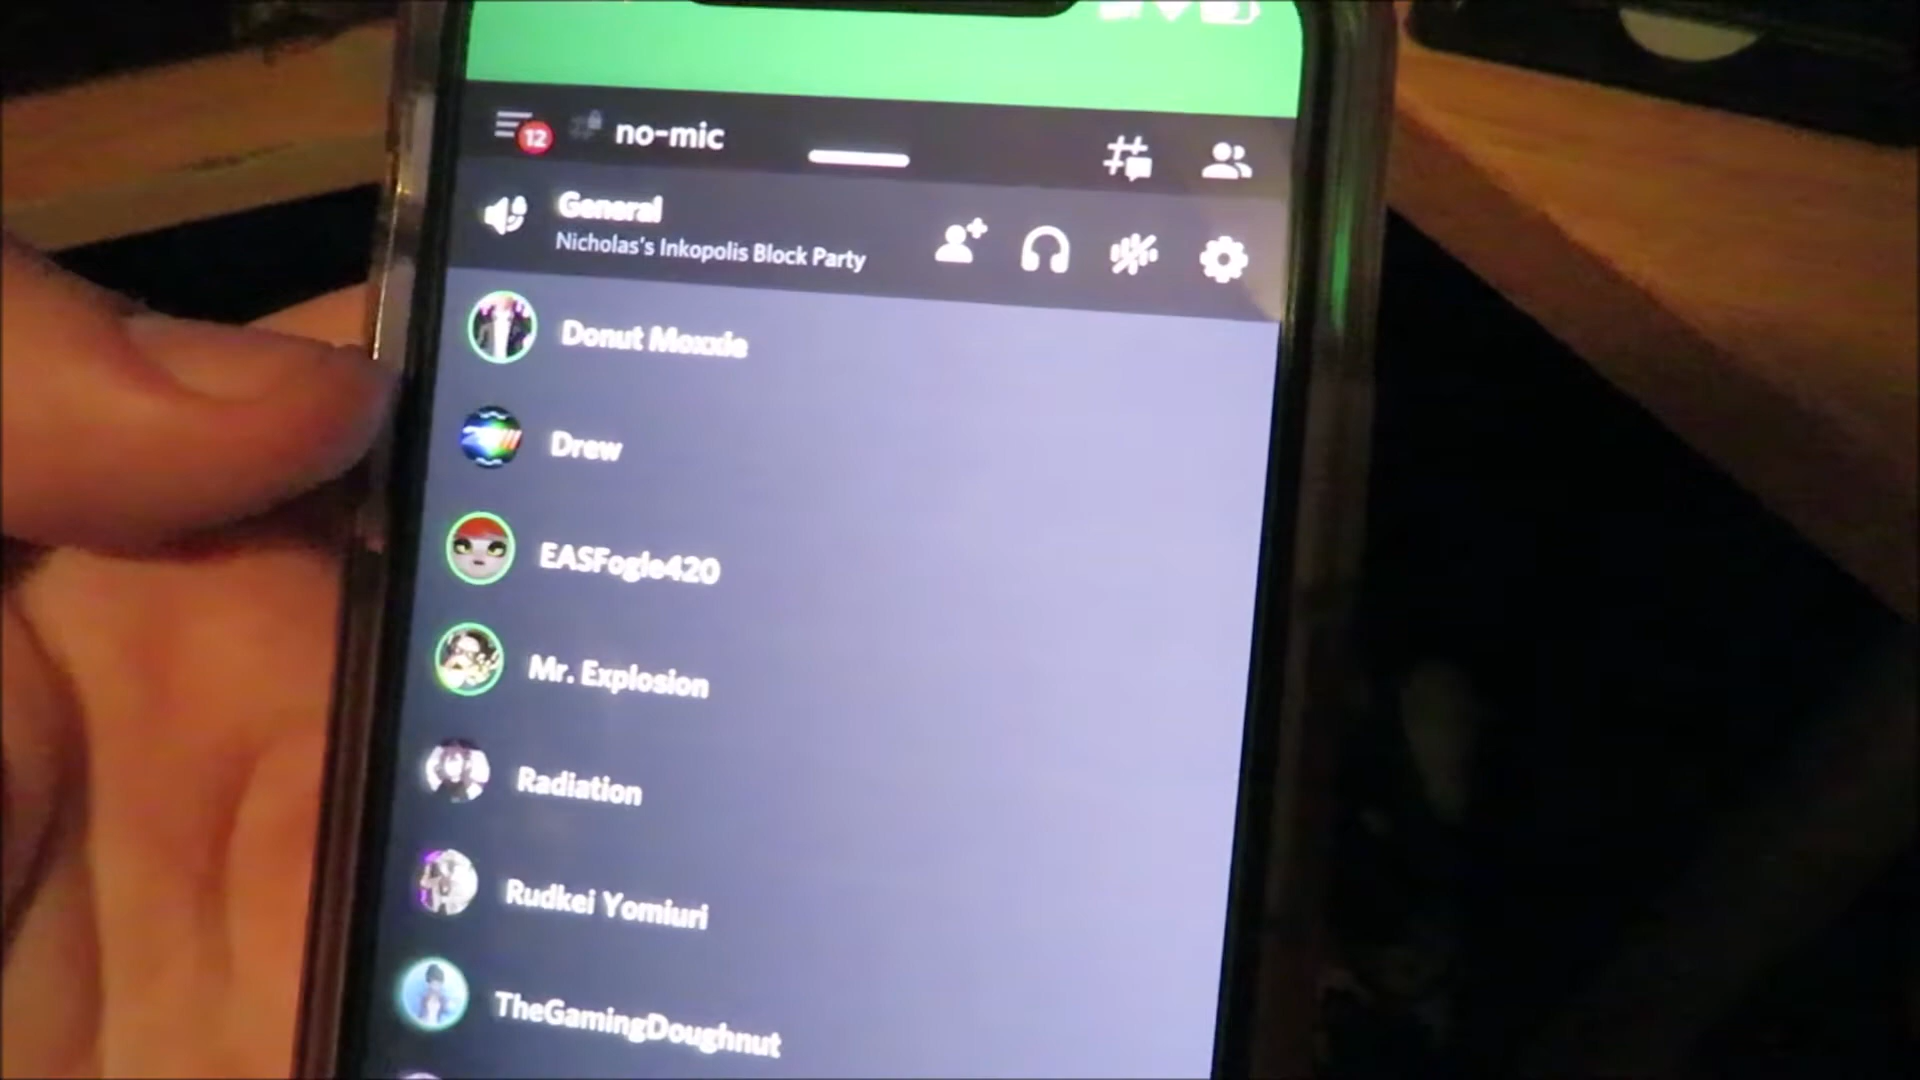 12
no-mic
General
Nicholas's Inkopolis Block Party
Donut Moxxie
Drew
EASFogle420
Mr. Explosion
Radiation
Rudkei Yomiuri
TheGamingDoughnut